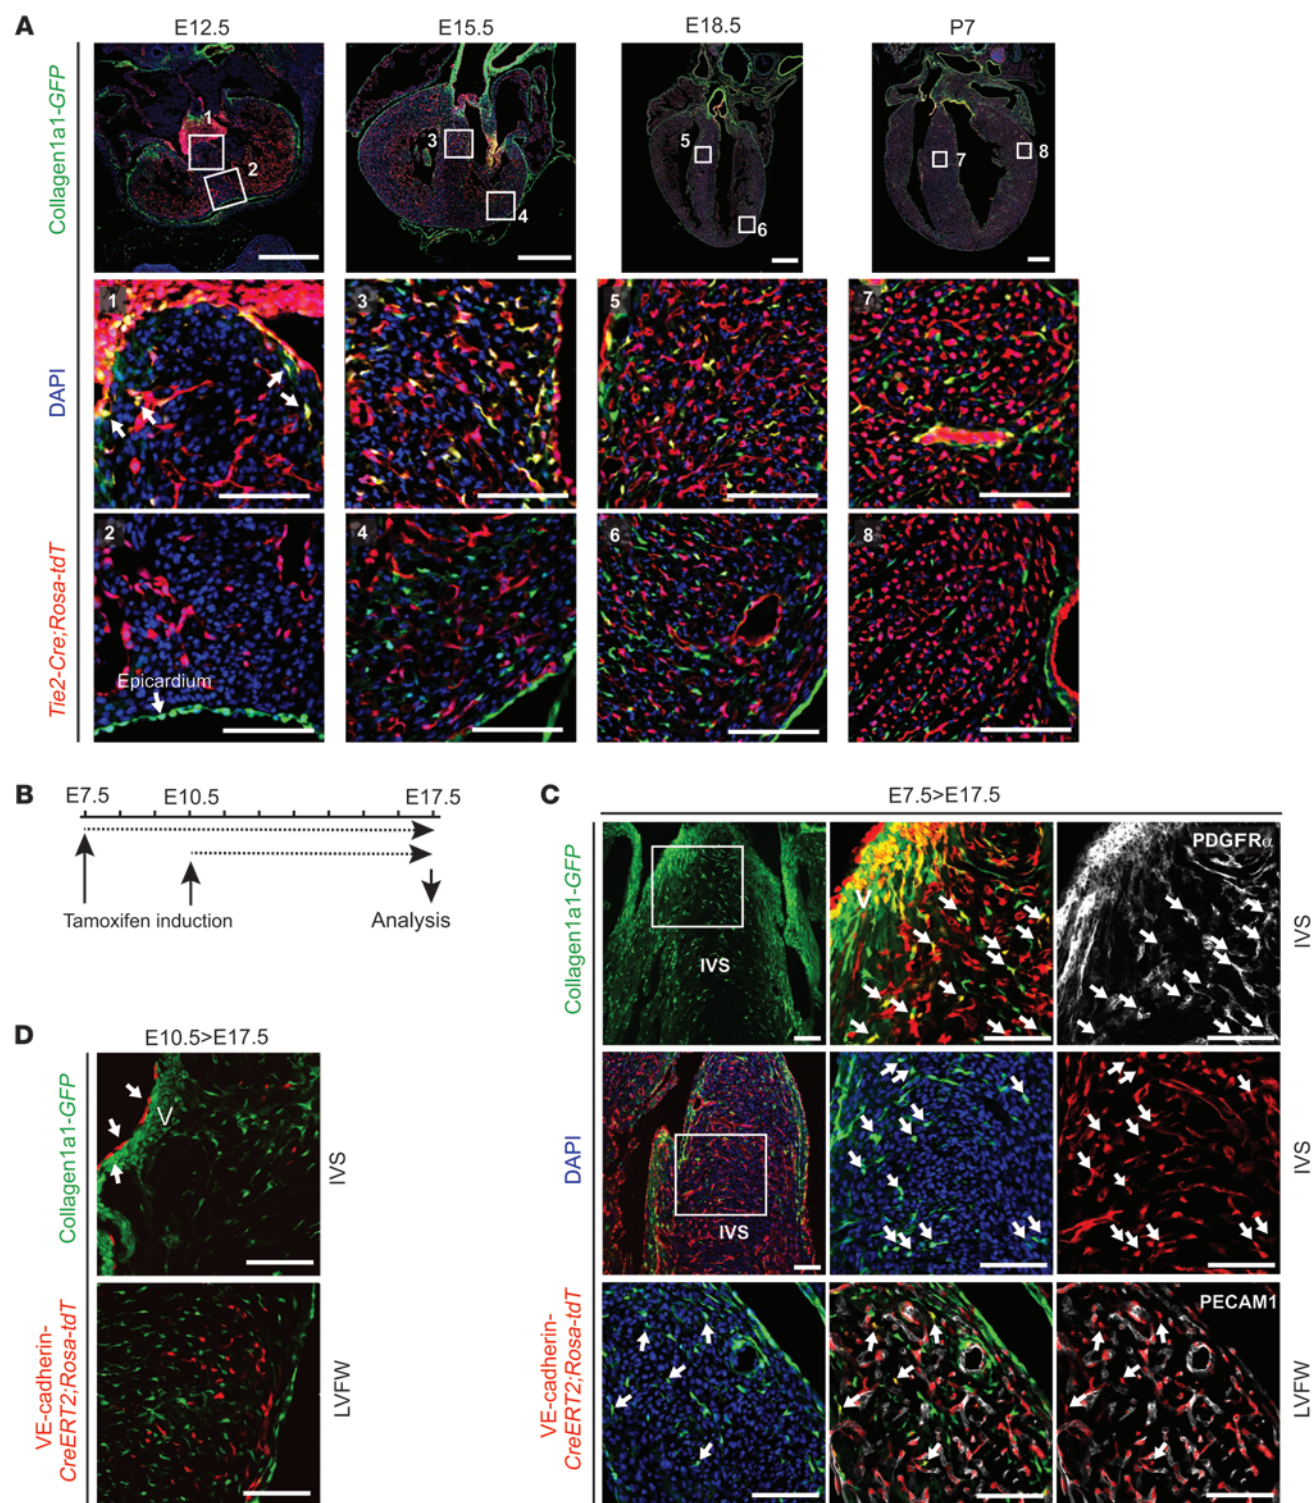 A
E12.5
E15.5
E18.5
P7
Collagen1a1-GFP
DAPI
Tie2-Cre;Rosa-tdT
1
2
3
4
5
6
7
8
1
3
5
7
2
4
6
8
Epicardium
B
E7.5
E10.5
E17.5
Tamoxifen induction
Analysis
C
E7.5>E17.5
Collagen1a1-GFP
DAPI
VE-cadherin-
CreERT2;Rosa-tdT
IVS
V
PDGFRα
IVS
IVS
IVS
PECAM1
LVFW
D
E10.5>E17.5
Collagen1a1-GFP
VE-cadherin-
CreERT2;Rosa-tdT
V
IVS
LVFW